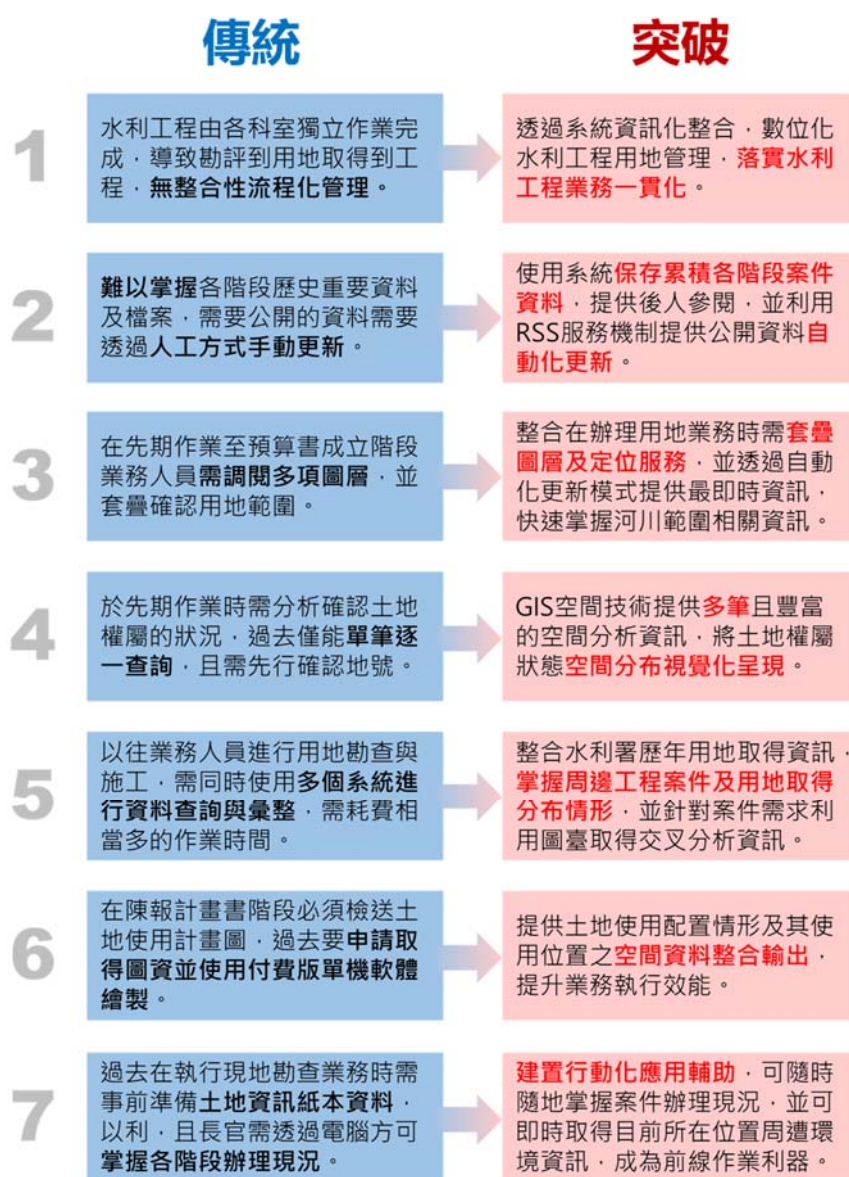 傳統
突破
1
水利工程由各科室獨立作業完
成，導致勘評到用地取得到工
程，無整合性流程化管理。
透過系統資訊化整合，數位化
水利工程用地管理，落實水利
工程業務一貫化。
2
難以掌握各階段歷史重要資料
及檔案，需要公開的資料需要
透過人工方式手動更新。
使用系統保存累積各階段案件
資料，提供後人參閱，並利用
RSS服務機制提供公開資料自
動化更新。
3
在先期作業至預算書成立階段
業務人員需調閱多項圖層，並
套疊確認用地範圍。
整合在辦理用地業務時需套疊
圖層及定位服務，並透過自動
化更新模式提供最即時資訊，
快速掌握河川範圍相關資訊。
4
於先期作業時需分析確認土地
權屬的狀況，過去僅能單筆逐
一查詢，且需先行確認地號。
GIS空間技術提供多筆且豐富
的空間分析資訊，將土地權屬
狀態空間分布視覺化呈現。
5
以往業務人員進行用地勘查與
施工，需同時使用多個系統進
行資料查詢與彙整，需耗費相
當多的作業時間。
整合水利署歷年用地取得資訊，
掌握周邊工程案件及用地取得
分布情形，並針對案件需求利
用圖臺取得交叉分析資訊。
6
在陳報計畫書階段必須檢送土
地使用計畫圖，過去要申請取
得圖資並使用付費版單機軟體
繪製。
提供土地使用配置情形及其使
用位置之空間資料整合輸出，
提升業務執行效能。
7
過去在執行現地勘查業務時需
事前準備土地資訊紙本資料，
以利，且長官需透過電腦方可
掌握各階段辦理現況。
建置行動化應用輔助，可隨時
隨地掌握案件辦理現況，並可
即時取得目前所在位置周遭環
境資訊，成為前線作業利器。